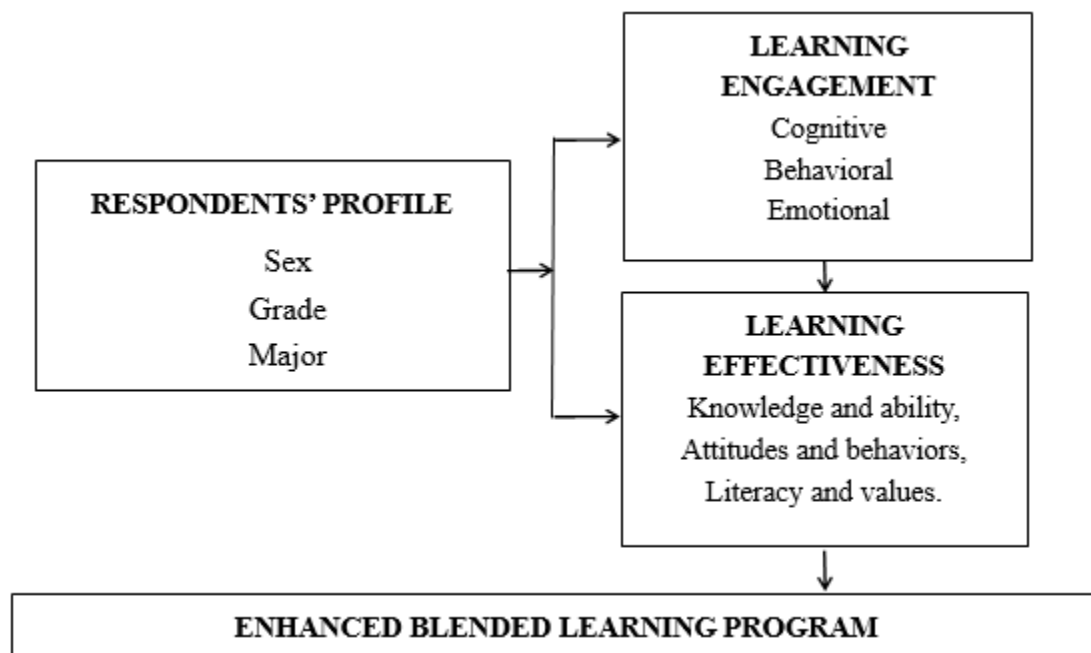 RESPONDENTS’ PROFILE
Sex
Grade
Major
LEARNING
ENGAGEMENT
Cognitive
Behavioral
Emotional
LEARNING
EFFECTIVENESS
Knowledge and ability,
Attitudes and behaviors,
Literacy and values.
ENHANCED BLENDED LEARNING PROGRAM